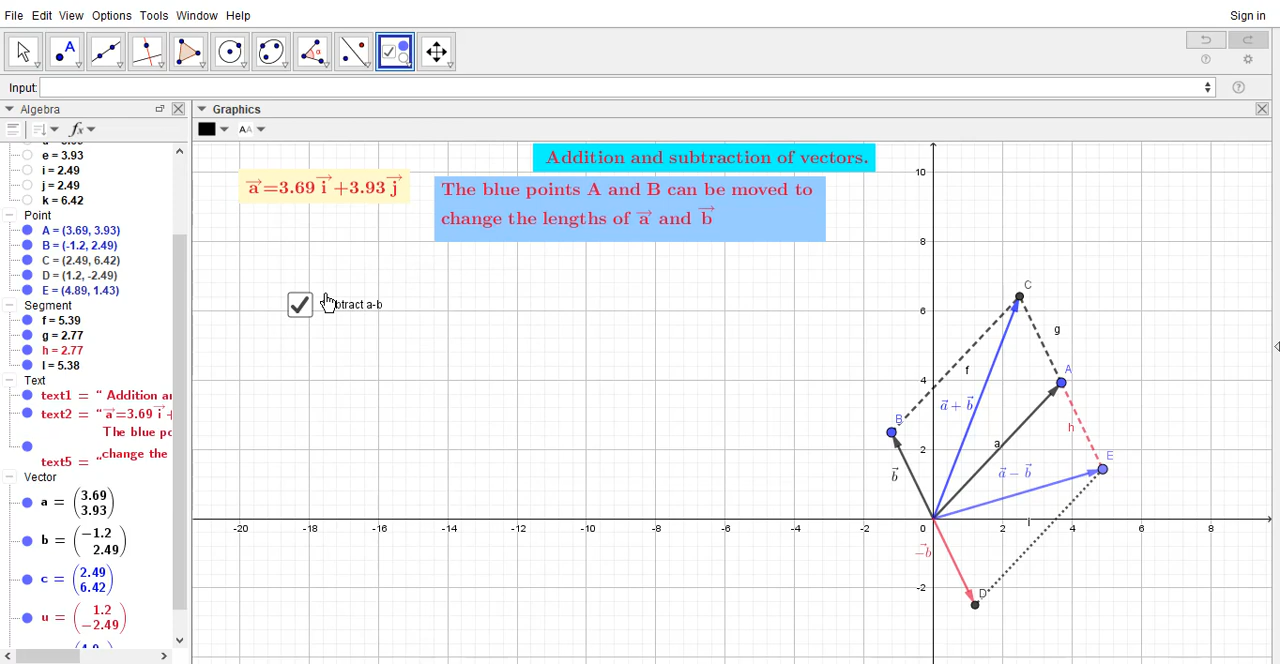 File Edit View Options Tools Window Help
Sign in
Input:
Algebra
Graphics
e = 3.93
i = 2.49
j = 2.49
k = 6.42
Point
A = (3.69, 3.93)
B = (-1.2, 2.49)
C = (2.49, 6.42)
D = (1.2, -2.49)
E = (4.89, 1.43)
Segment
f = 5.39
g = 2.77
h = 2.77
l = 5.38
Text
text1 = “ Addition a
text2 = “a⃗=3.69 i⃗ +
The blue po
text5 = “change the
Vector
a = (3.69 3.93)
b = (−1.2 2.49)
c = (2.49 6.42)
u = (1.2 −2.49)
Addition and subtraction of vectors.
a⃗=3.69 i⃗+3.93 j⃗
The blue points A and B can be moved to
change the lengths of a⃗ and b⃗
btract a-b
C
g
A
f
B
a⃗ + b⃗
h
a
E
b⃗
a⃗ − b⃗
-20 -18 -16 -14 -12 -10 -8 -6 -4 -2 0 2 4 6 8
10
8
6
4
2
-2
l
−b⃗
D